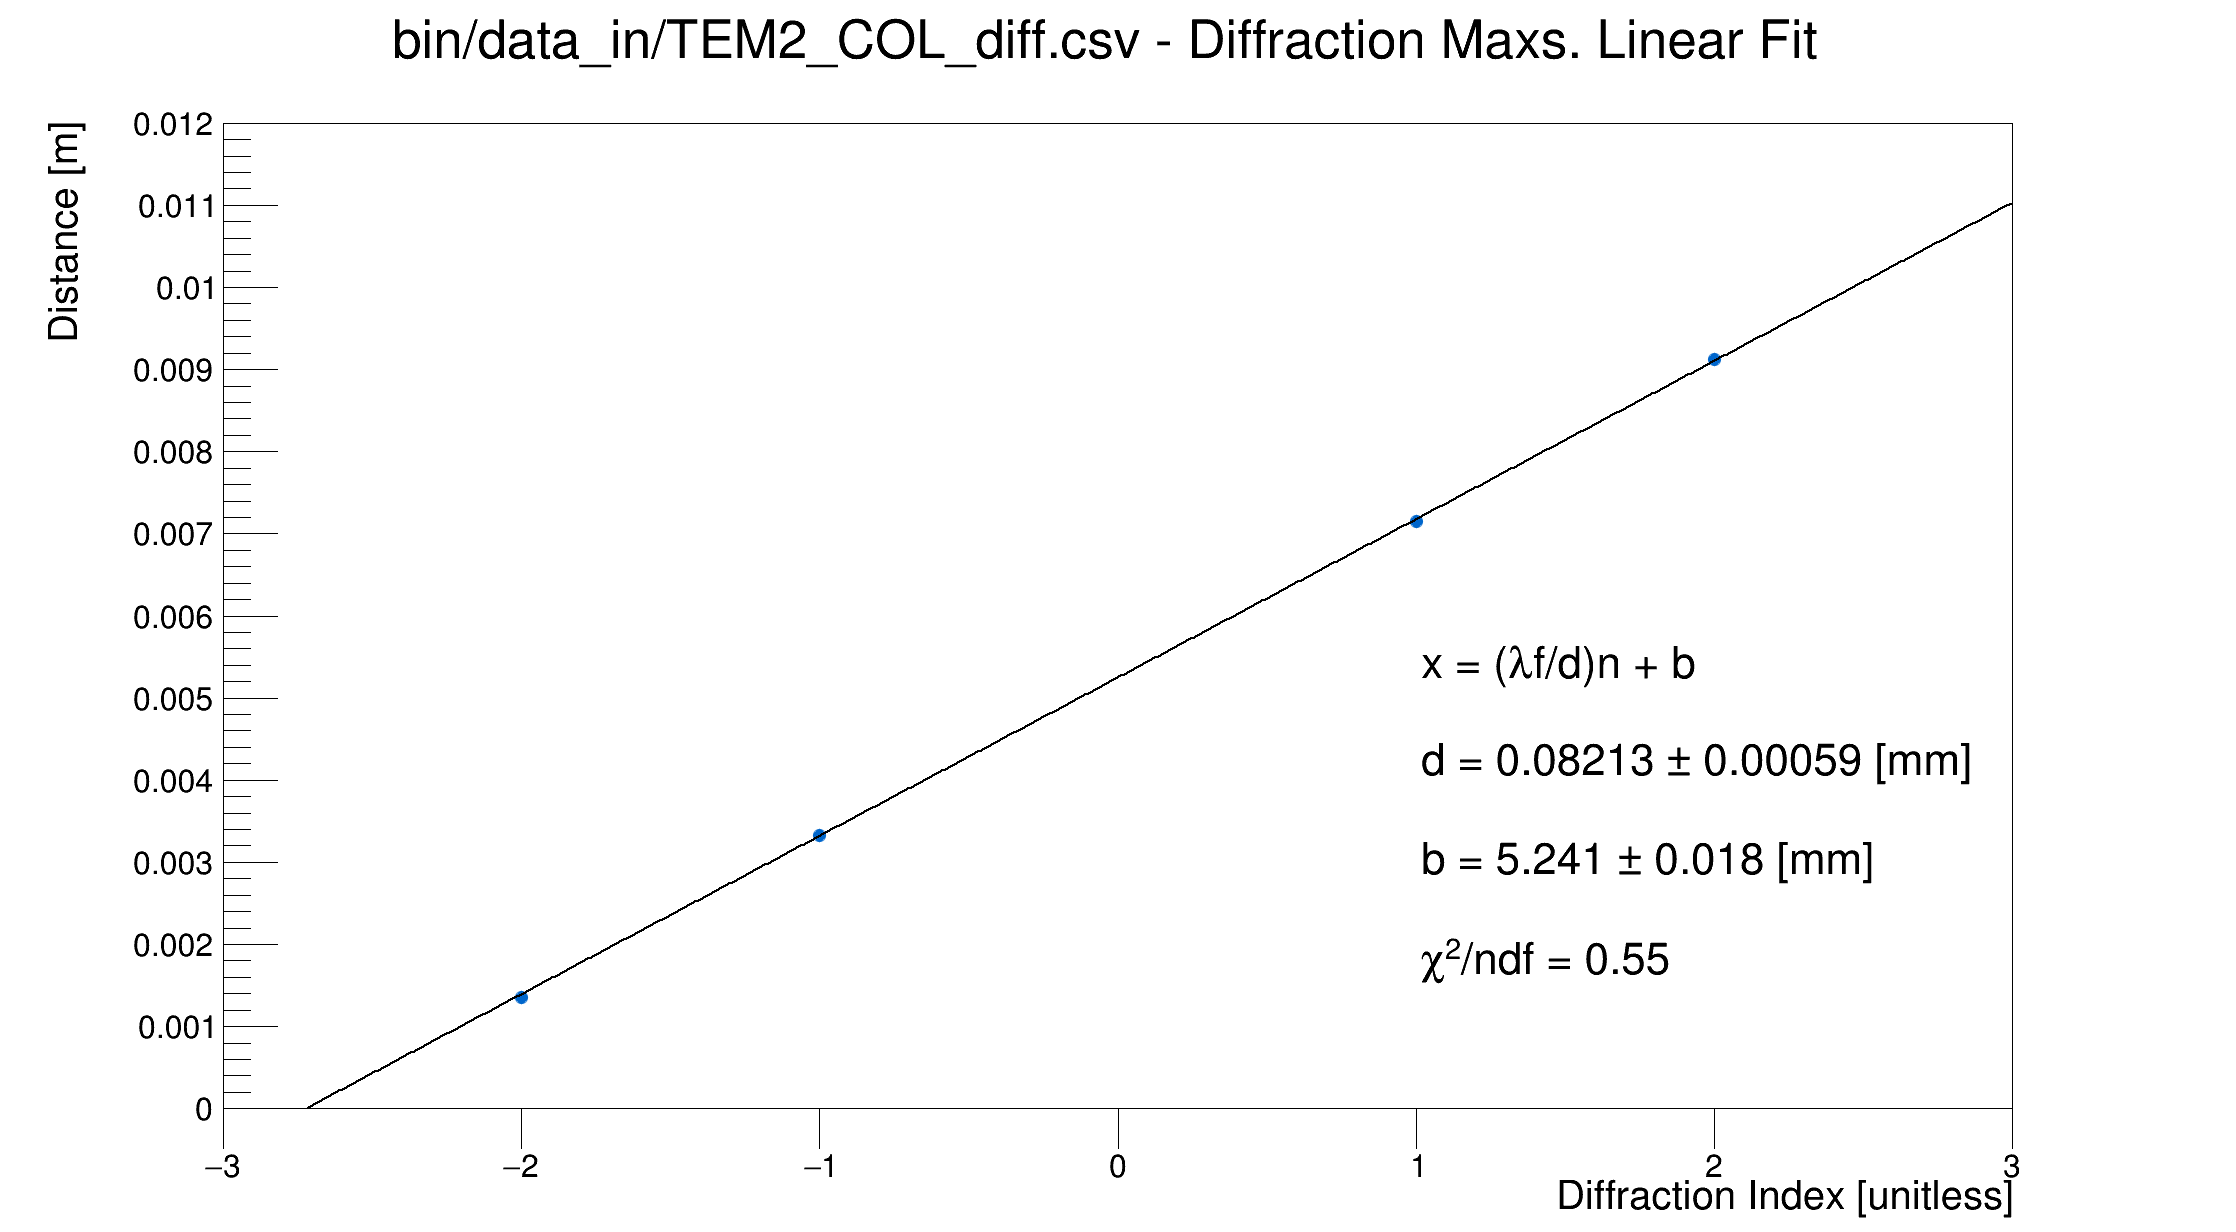 bin/data_in/TEM2_COL_diff.csv - Diffraction Maxs. Linear Fit
Distance [m]
0.012
0.011
0.01
0.009
0.008
0.007
0.006
0.005
0.004
0.003
0.002
0.001
0
x = (λf/d)n + b
d = 0.08213 ± 0.00059 [mm]
b = 5.241 ± 0.018 [mm]
χ²/ndf = 0.55
−3 −2 −1 0 1 2 3
Diffraction Index [unitless]